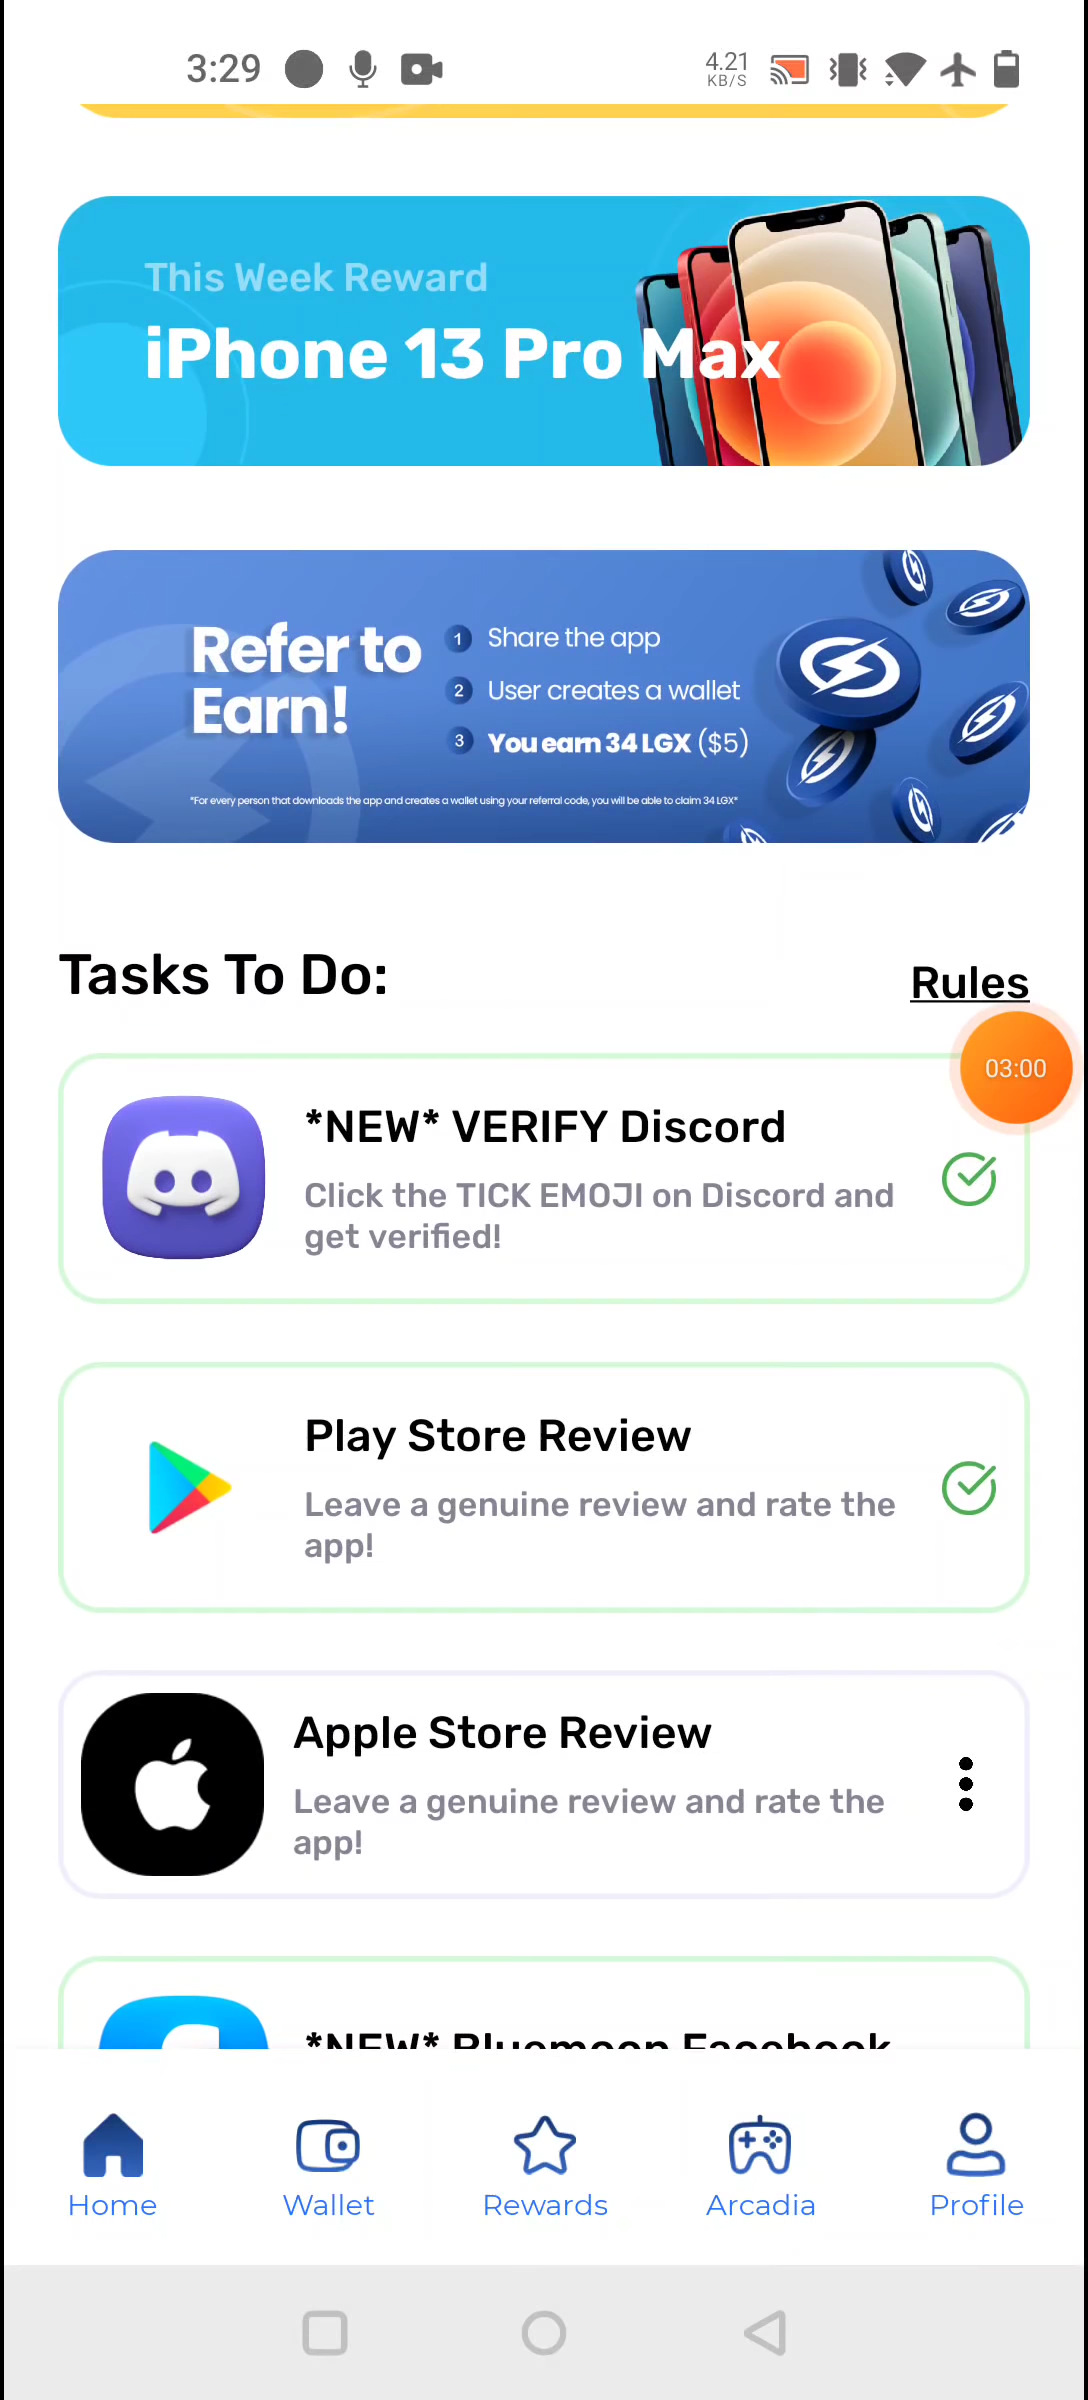 3:29
4.21
KB/S
This Week Reward
iPhone 13 Pro Max
Refer to
Earn!
1 Share the app
2 User creates a wallet
3 You earn 34 LGX ($5)
*For every person that downloads the app and creates a wallet using your referral code, you will be able to claim 34 LGX*
Tasks To Do:
Rules
03:00
*NEW* VERIFY Discord
Click the TICK EMOJI on Discord and
get verified!
Play Store Review
Leave a genuine review and rate the
app!
Apple Store Review
Leave a genuine review and rate the
app!
*NEW* Bluemoon Facebook
Home
Wallet
Rewards
Arcadia
Profile